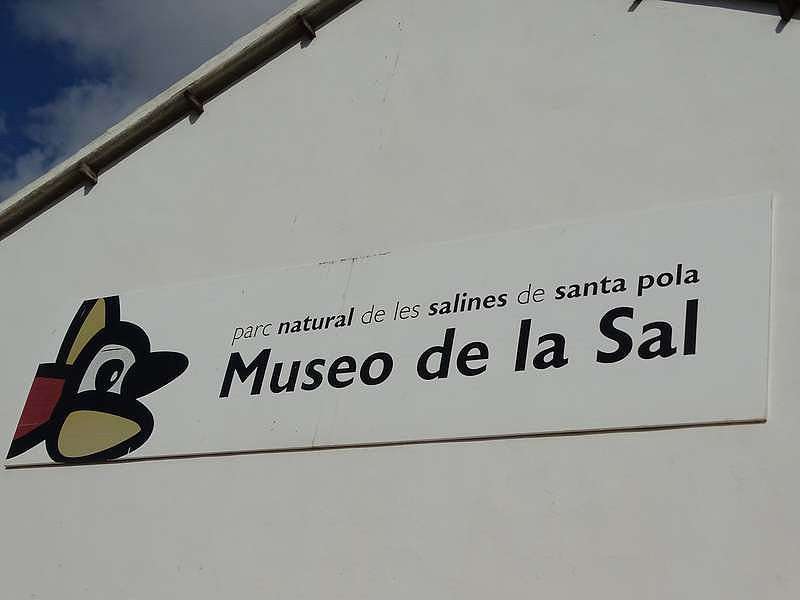 parc natural de les salines de santa pola
Museo de la Sal